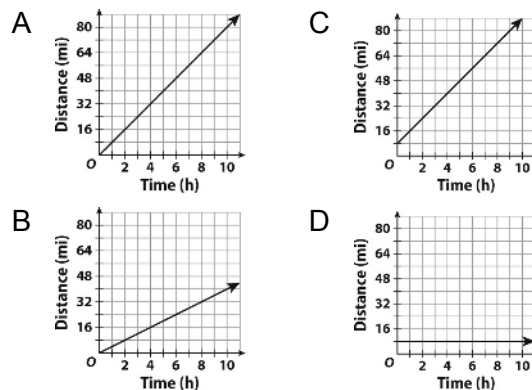 A
Distance (mi)
80
64
48
32
16
O
2 4 6 8 10
Time (h)
C
Distance (mi)
80
64
48
32
16
O
2 4 6 8 10
Time (h)
B
Distance (mi)
80
64
48
32
16
O
2 4 6 8 10
Time (h)
D
Distance (mi)
80
64
48
32
16
O
2 4 6 8 10
Time (h)